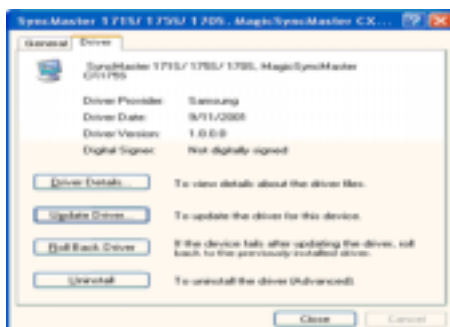 SyncMaster 171S/ 175S/ 170S, MagicSyncMaster CX...
General Driver
SyncMaster 171S/ 175S/ 170S, MagicSyncMaster
Driver Provider: Samsung
Driver Date: 9/11/2001
Driver Version: 1.0.0.0
Digital Signer: Not digitally signed
Driver Details... To view details about the driver files.
Update Driver... To update the driver for this device.
Roll Back Driver If the device fails after updating the driver, roll
back to the previously installed driver.
Uninstall To uninstall the driver (Advanced).
Close Cancel